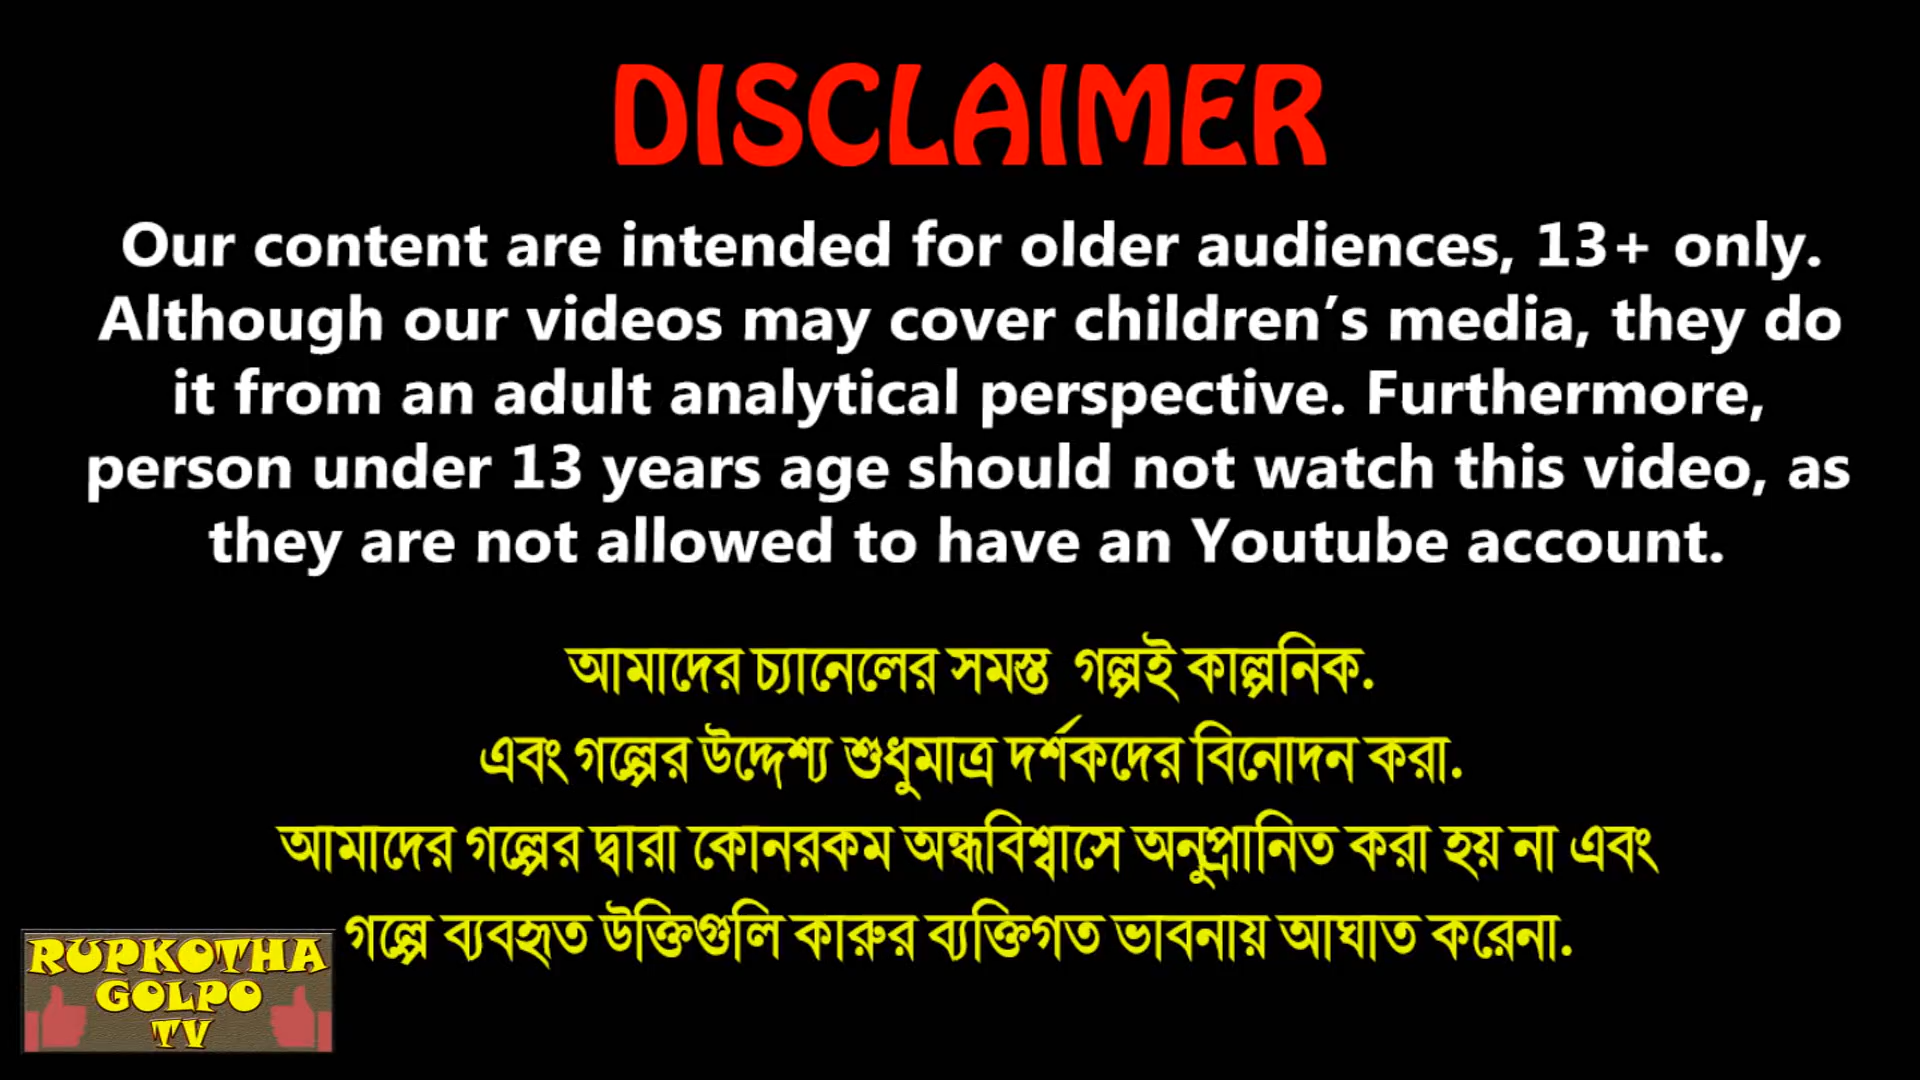 DISCLAIMER
Our content are intended for older audiences, 13+ only.
Although our videos may cover children’s media, they do
it from an adult analytical perspective. Furthermore,
person under 13 years age should not watch this video, as
they are not allowed to have an Youtube account.
আমাদের চ্যানেলের সমস্ত গল্পই কাল্পনিক.
এবং গল্পের উদ্দেশ্য শুধুমাত্র দর্শকদের বিনোদন করা.
আমাদের গল্পের দ্বারা কোনরকম অন্ধবিশ্বাসে অনুপ্রানিত করা হয় না এবং
গল্পে ব্যবহৃত উক্তিগুলি কারুর ব্যক্তিগত ভাবনায় আঘাত করেনা.
RUPKOTHA
GOLPO
TV